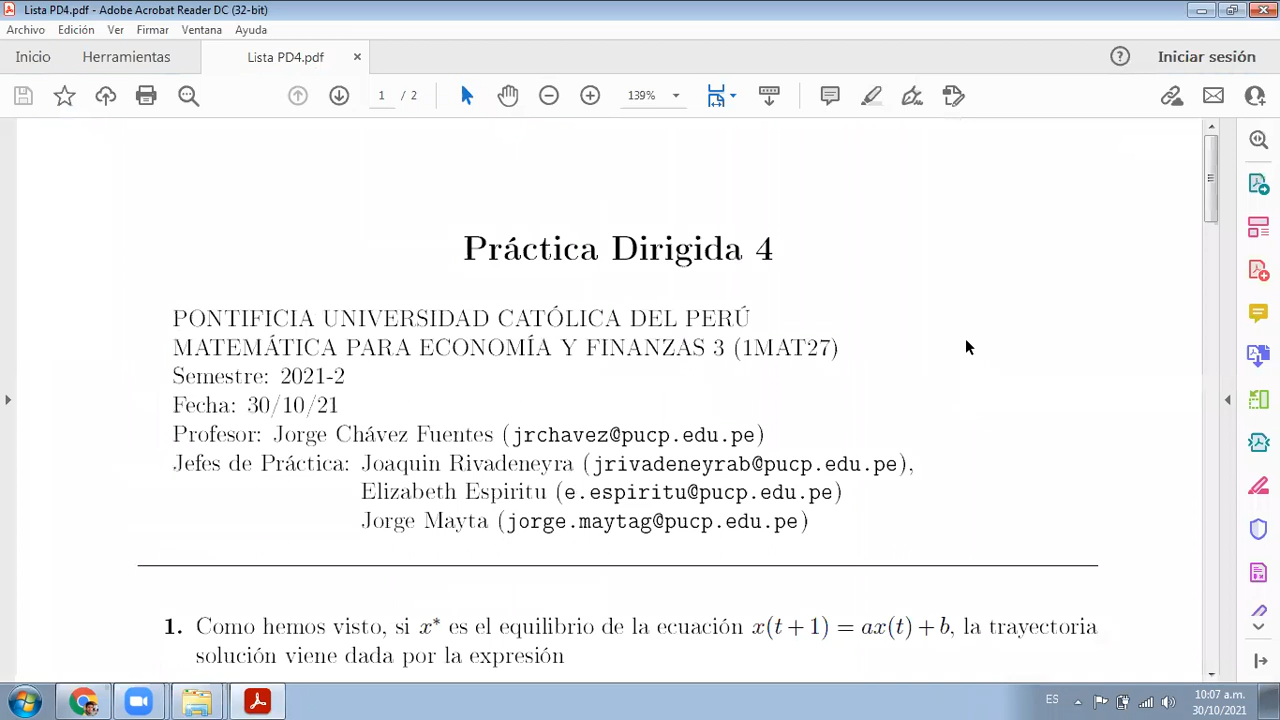 Lista PD4.pdf - Adobe Acrobat Reader DC (32-bit)
Archivo Edición Ver Firmar Ventana Ayuda
Inicio Herramientas Lista PD4.pdf × Iniciar sesión
1 / 2 139%
Práctica Dirigida 4
PONTIFICIA UNIVERSIDAD CATÓLICA DEL PERÚ
MATEMÁTICA PARA ECONOMÍA Y FINANZAS 3 (1MAT27)
Semestre: 2021-2
Fecha: 30/10/21
Profesor: Jorge Chávez Fuentes (jrchavez@pucp.edu.pe)
Jefes de Práctica: Joaquin Rivadeneyra (jrivadeneyrab@pucp.edu.pe),
Elizabeth Espiritu (e.espiritu@pucp.edu.pe)
Jorge Mayta (jorge.maytag@pucp.edu.pe)
1. Como hemos visto, si x* es el equilibrio de la ecuación x(t + 1) = ax(t) + b, la trayectoria
solución viene dada por la expresión
ES 10:07 a.m.
30/10/2021